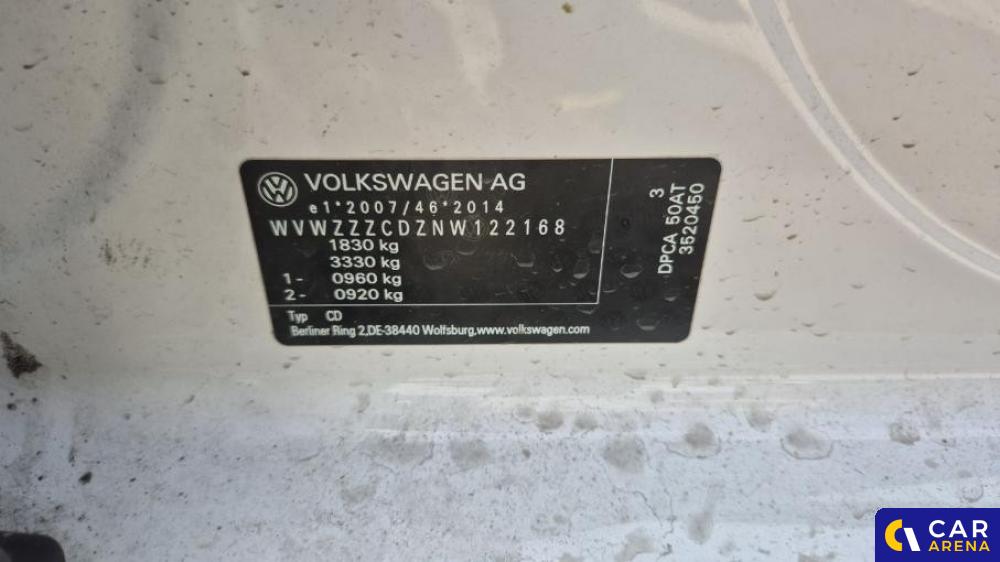 VOLKSWAGEN AG
e1*2007/46*2014
WVWZZZCDZNW122168
1830 kg
3330 kg
1- 0960 kg
2- 0920 kg
Typ CD
Berliner Ring 2,DE-38440 Wolfsburg,www.volkswagen.com
3
DPCA 50AT
3520450
CAR
ARENA